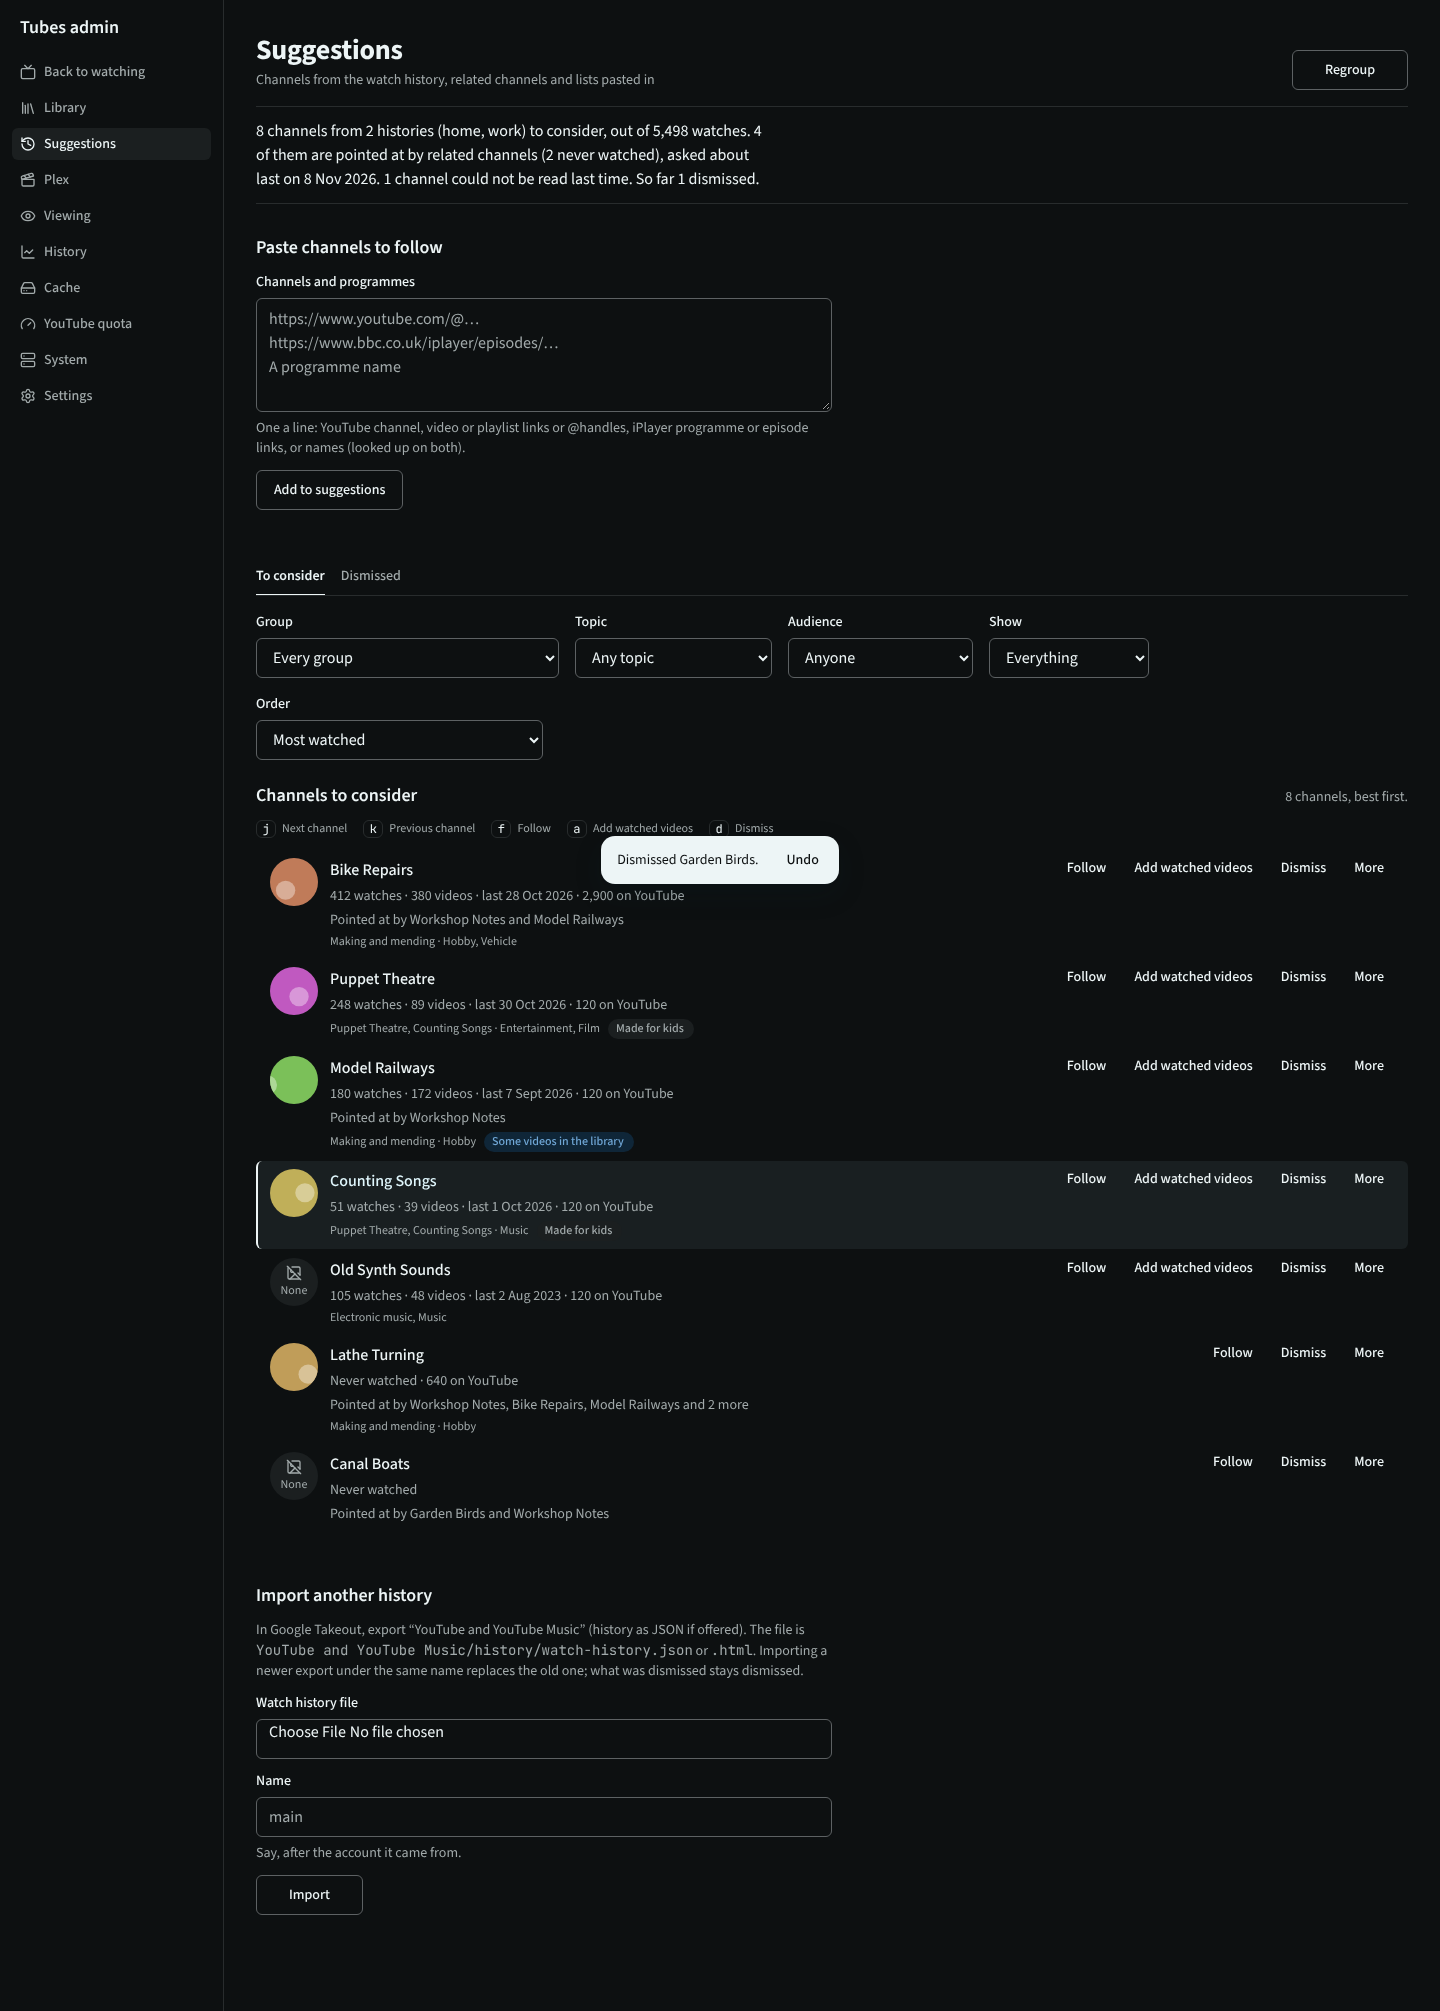 Tubes admin
Back to watching
Library
Suggestions
Plex
Viewing
History
Cache
YouTube quota
System
Settings
Suggestions
Channels from the watch history, related channels and lists pasted in
Regroup
8 channels from 2 histories (home, work) to consider, out of 5,498 watches. 4
of them are pointed at by related channels (2 never watched), asked about
last on 8 Nov 2026. 1 channel could not be read last time. So far 1 dismissed.
Paste channels to follow
Channels and programmes
https://www.youtube.com/@…
https://www.bbc.co.uk/iplayer/episodes/…
A programme name
One a line: YouTube channel, video or playlist links or @handles, iPlayer programme or episode
links, or names (looked up on both).
Add to suggestions
To consider Dismissed
Group Topic Audience Show
Every group Any topic Anyone Everything
Order
Most watched
Channels to consider 8 channels, best first.
j Next channel k Previous channel f Follow a Add watched videos d Dismiss
Dismissed Garden Birds. Undo
Bike Repairs Follow Add watched videos Dismiss More
412 watches · 380 videos · last 28 Oct 2026 · 2,900 on YouTube
Pointed at by Workshop Notes and Model Railways
Making and mending · Hobby, Vehicle
Puppet Theatre Follow Add watched videos Dismiss More
248 watches · 89 videos · last 30 Oct 2026 · 120 on YouTube
Puppet Theatre, Counting Songs · Entertainment, Film Made for kids
Model Railways Follow Add watched videos Dismiss More
180 watches · 172 videos · last 7 Sept 2026 · 120 on YouTube
Pointed at by Workshop Notes
Making and mending · Hobby Some videos in the library
Counting Songs Follow Add watched videos Dismiss More
51 watches · 39 videos · last 1 Oct 2026 · 120 on YouTube
Puppet Theatre, Counting Songs · Music Made for kids
None
Old Synth Sounds Follow Add watched videos Dismiss More
105 watches · 48 videos · last 2 Aug 2023 · 120 on YouTube
Electronic music, Music
Lathe Turning Follow Dismiss More
Never watched · 640 on YouTube
Pointed at by Workshop Notes, Bike Repairs, Model Railways and 2 more
Making and mending · Hobby
None
Canal Boats Follow Dismiss More
Never watched
Pointed at by Garden Birds and Workshop Notes
Import another history
In Google Takeout, export “YouTube and YouTube Music” (history as JSON if offered). The file is
YouTube and YouTube Music/history/watch-history.json or .html. Importing a
newer export under the same name replaces the old one; what was dismissed stays dismissed.
Watch history file
Choose File No file chosen
Name
main
Say, after the account it came from.
Import